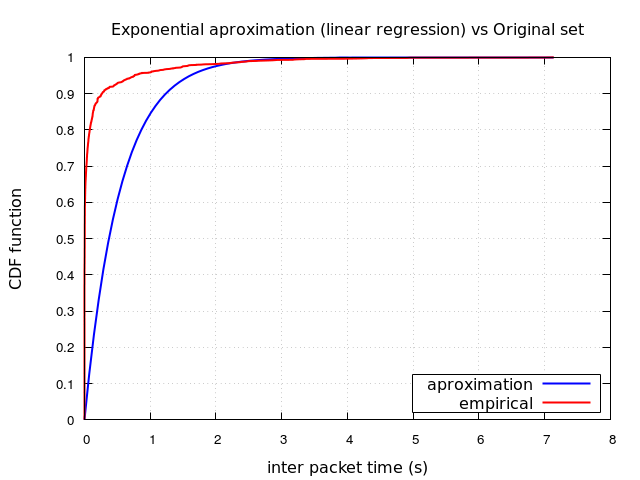 Exponential aproximation (linear regression) vs Original set
1
0.9
0.8
0.7
0.6
0.5
0.4
0.3
0.2
0.1
0
CDF function
aproximation
empirical
0 1 2 3 4 5 6 7 8
inter packet time (s)